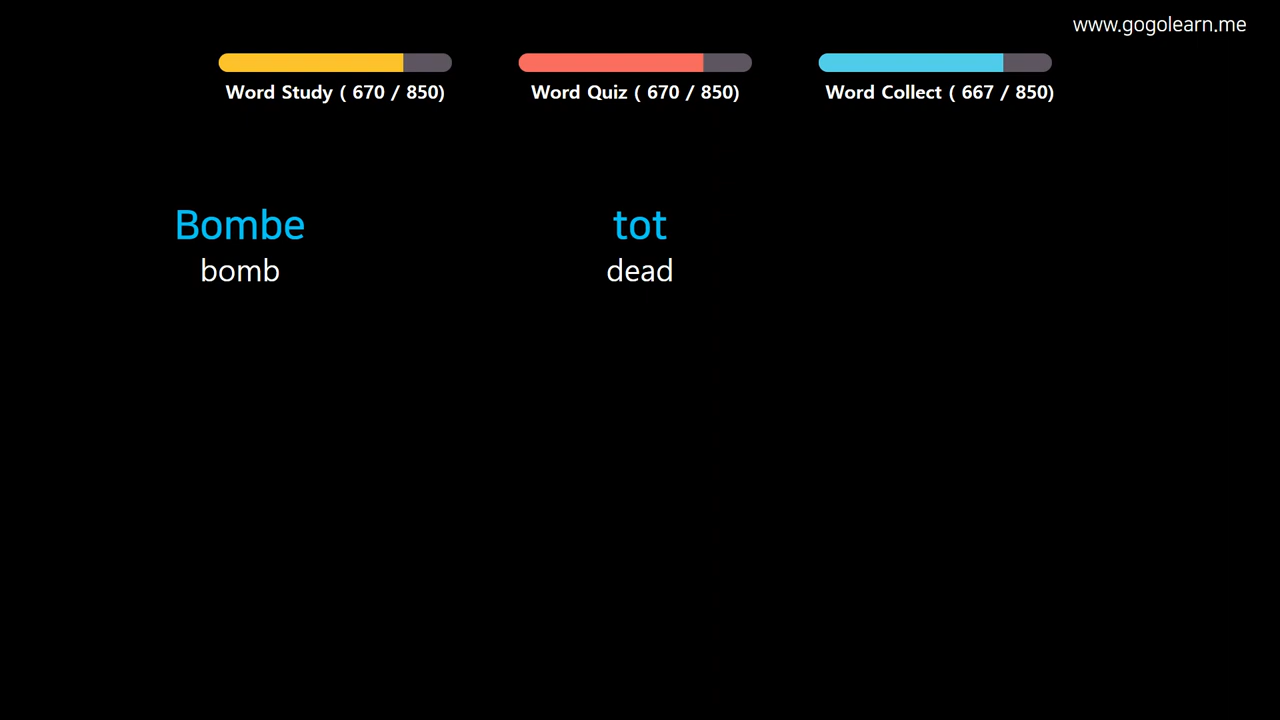 www.gogolearn.me
Word Study ( 670 / 850)
Word Quiz ( 670 / 850)
Word Collect ( 667 / 850)
Bombe
bomb
tot
dead